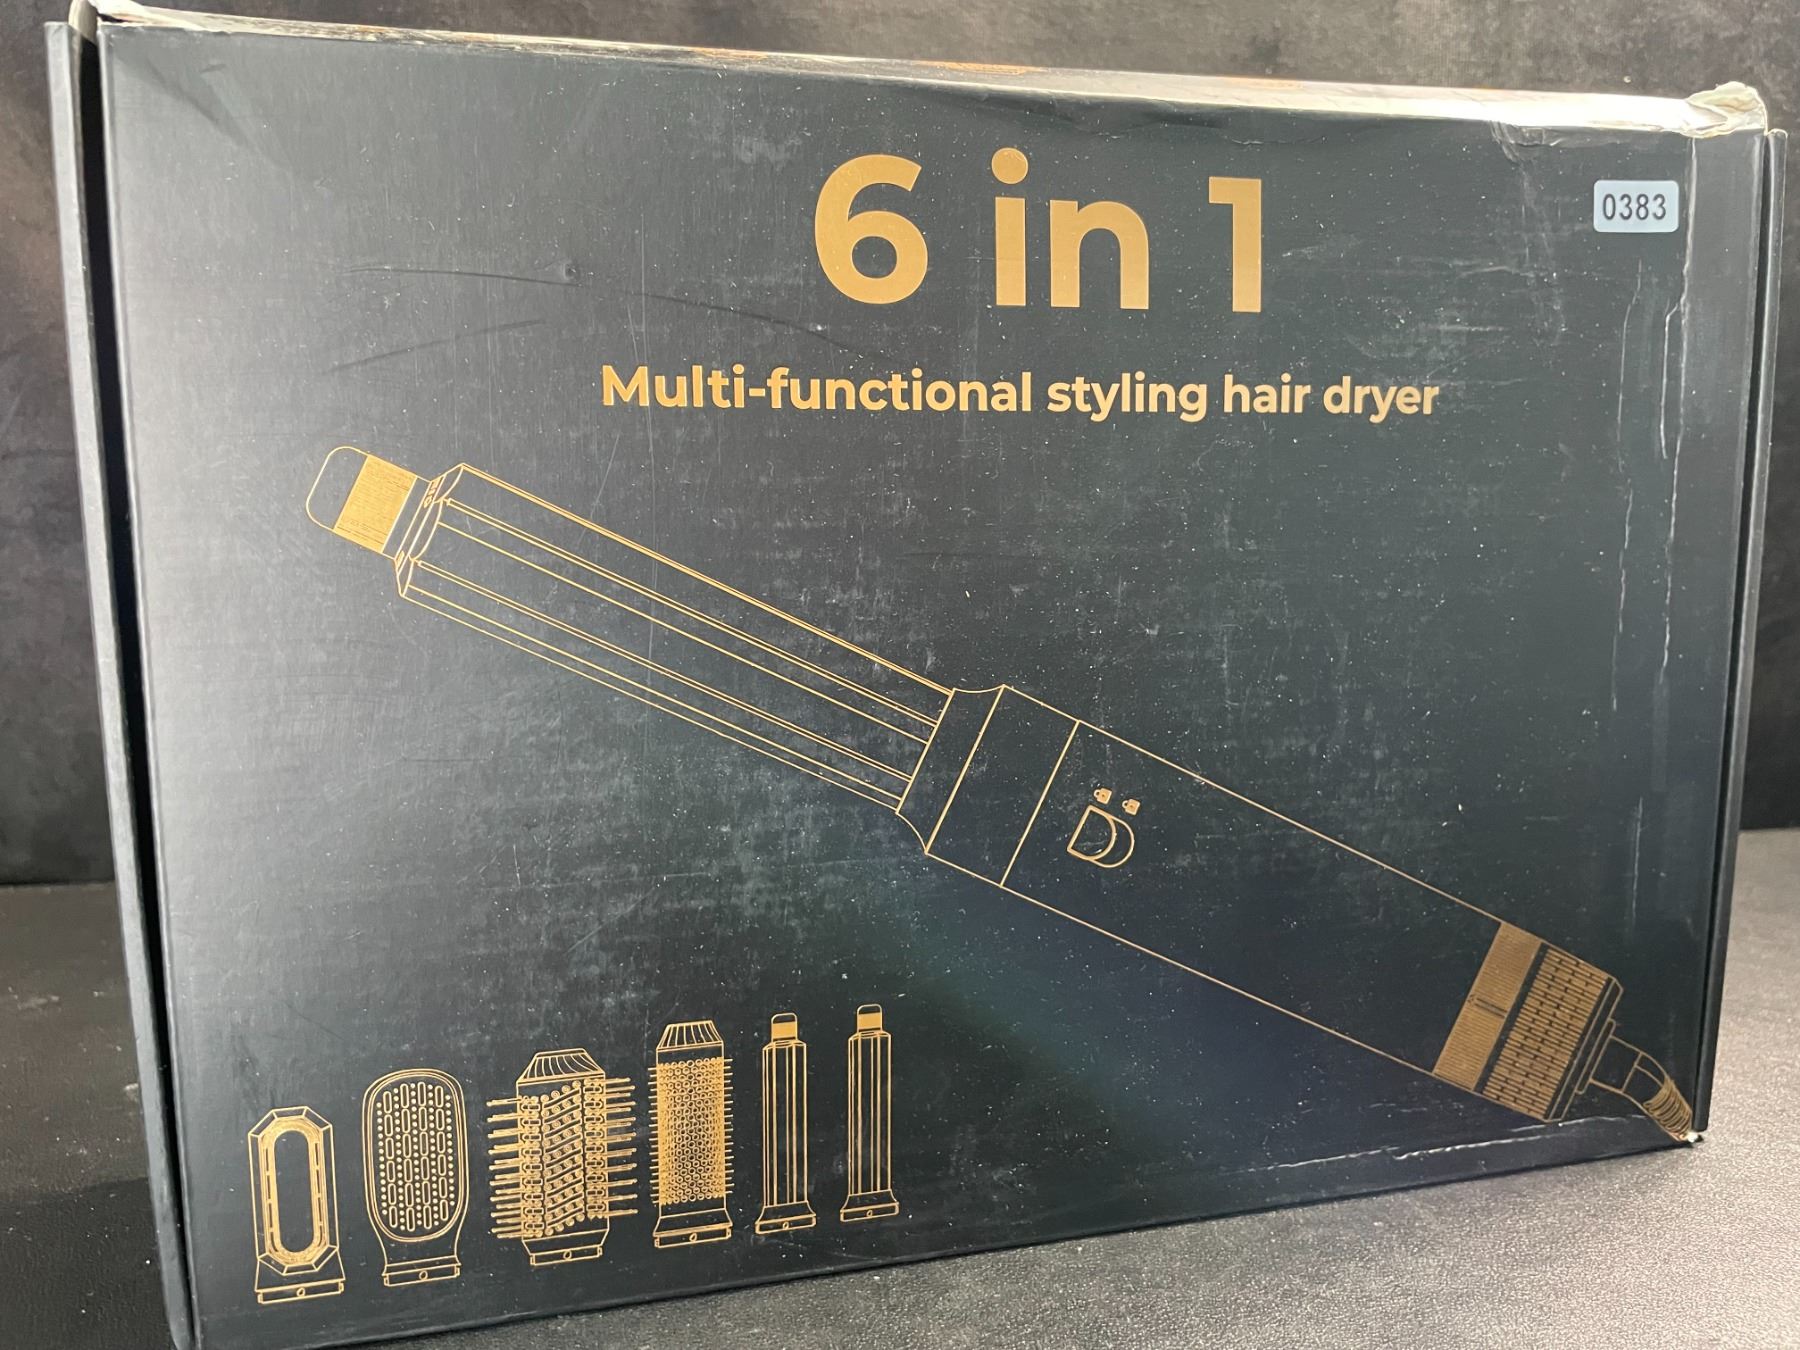 6 in 1
0383
Multi-functional styling hair dryer